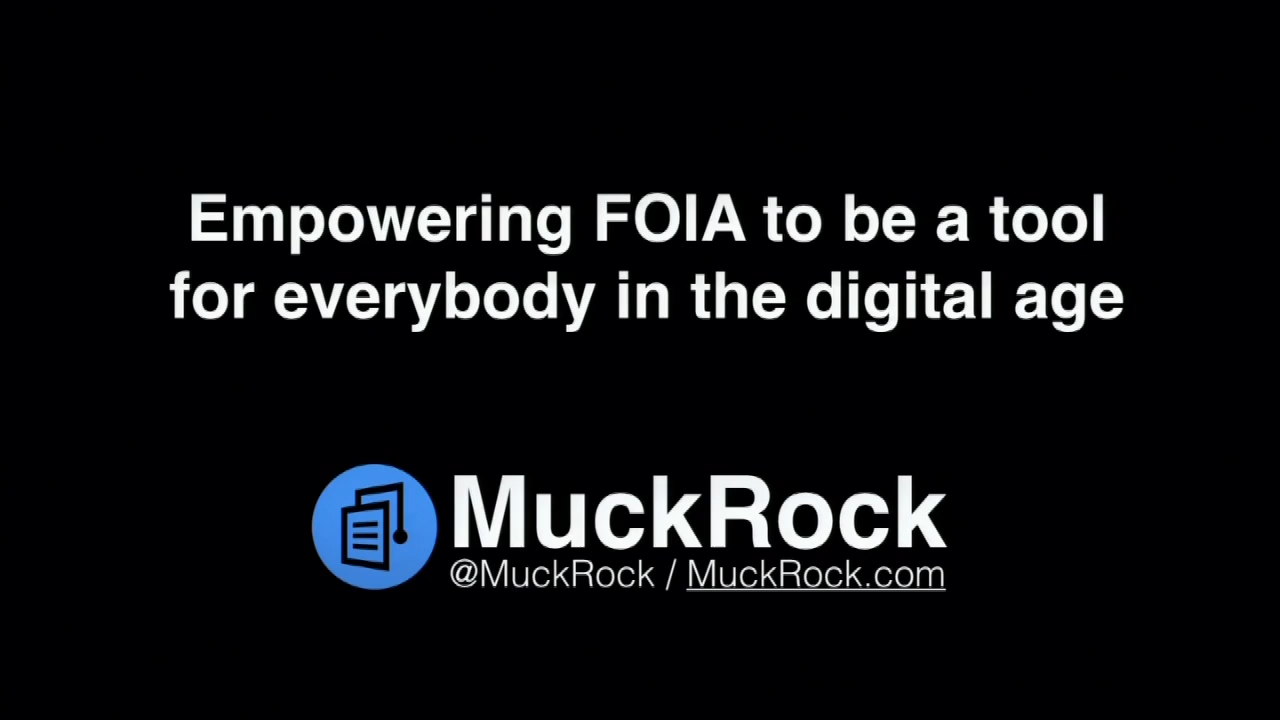 Empowering FOIA to be a tool
for everybody in the digital age
MuckRock
@MuckRock / MuckRock.com